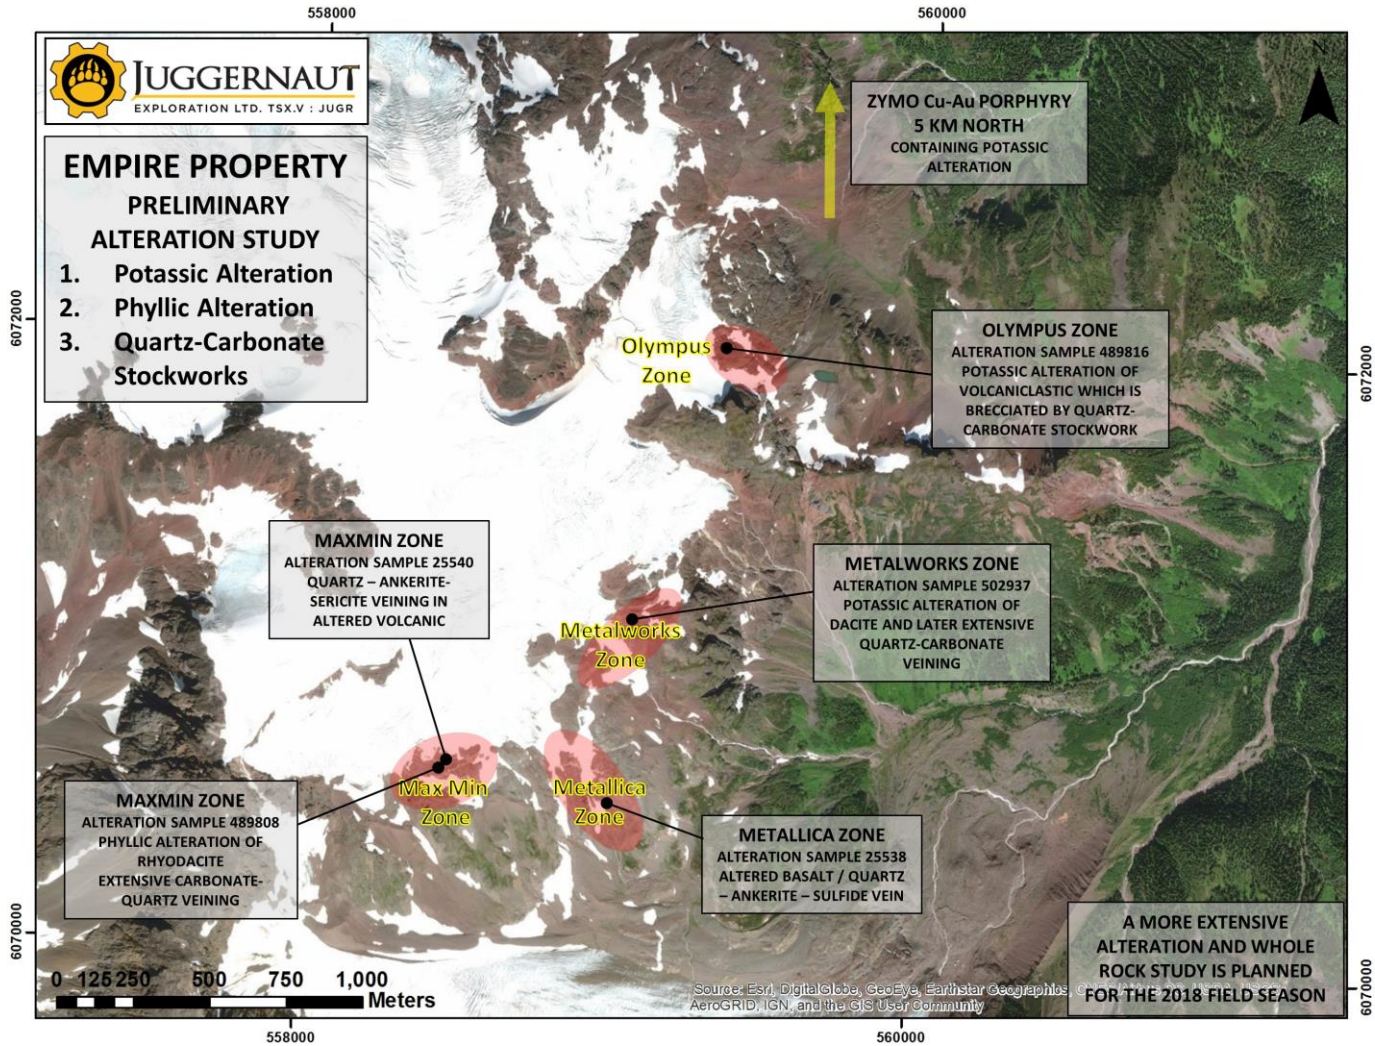 558000
560000
JUGGERNAUT
EXPLORATION LTD. TSX.V : JUGR
EMPIRE PROPERTY
PRELIMINARY
ALTERATION STUDY
1. Potassic Alteration
2. Phyllic Alteration
3. Quartz-Carbonate
Stockworks
ZYMO Cu-Au PORPHYRY
5 KM NORTH
CONTAINING POTASSIC
ALTERATION
N
6072000
6072000
Olympus
Zone
OLYMPUS ZONE
ALTERATION SAMPLE 489816
POTASSIC ALTERATION OF
VOLCANICLASTIC WHICH IS
BRECCIATED BY QUARTZ-
CARBONATE STOCKWORK
MAXMIN ZONE
ALTERATION SAMPLE 25540
QUARTZ – ANKERITE-
SERICITE VEINING IN
ALTERED VOLCANIC
METALWORKS ZONE
ALTERATION SAMPLE 502937
POTASSIC ALTERATION OF
DACITE AND LATER EXTENSIVE
QUARTZ-CARBONATE
VEINING
Metalworks
Zone
Max Min
Zone
Metallica
Zone
MAXMIN ZONE
ALTERATION SAMPLE 489808
PHYLLIC ALTERATION OF
RHYODACITE
EXTENSIVE CARBONATE-
QUARTZ VEINING
METALLICA ZONE
ALTERATION SAMPLE 25538
ALTERED BASALT / QUARTZ
– ANKERITE – SULFIDE VEIN
6070000
6070000
A MORE EXTENSIVE
ALTERATION AND WHOLE
ROCK STUDY IS PLANNED
FOR THE 2018 FIELD SEASON
0 125 250 500 750 1,000
Meters
Source: Esri, DigitalGlobe, GeoEye, Earthstar Geographics,
AeroGRID, IGN, and the GIS User Community
558000
560000